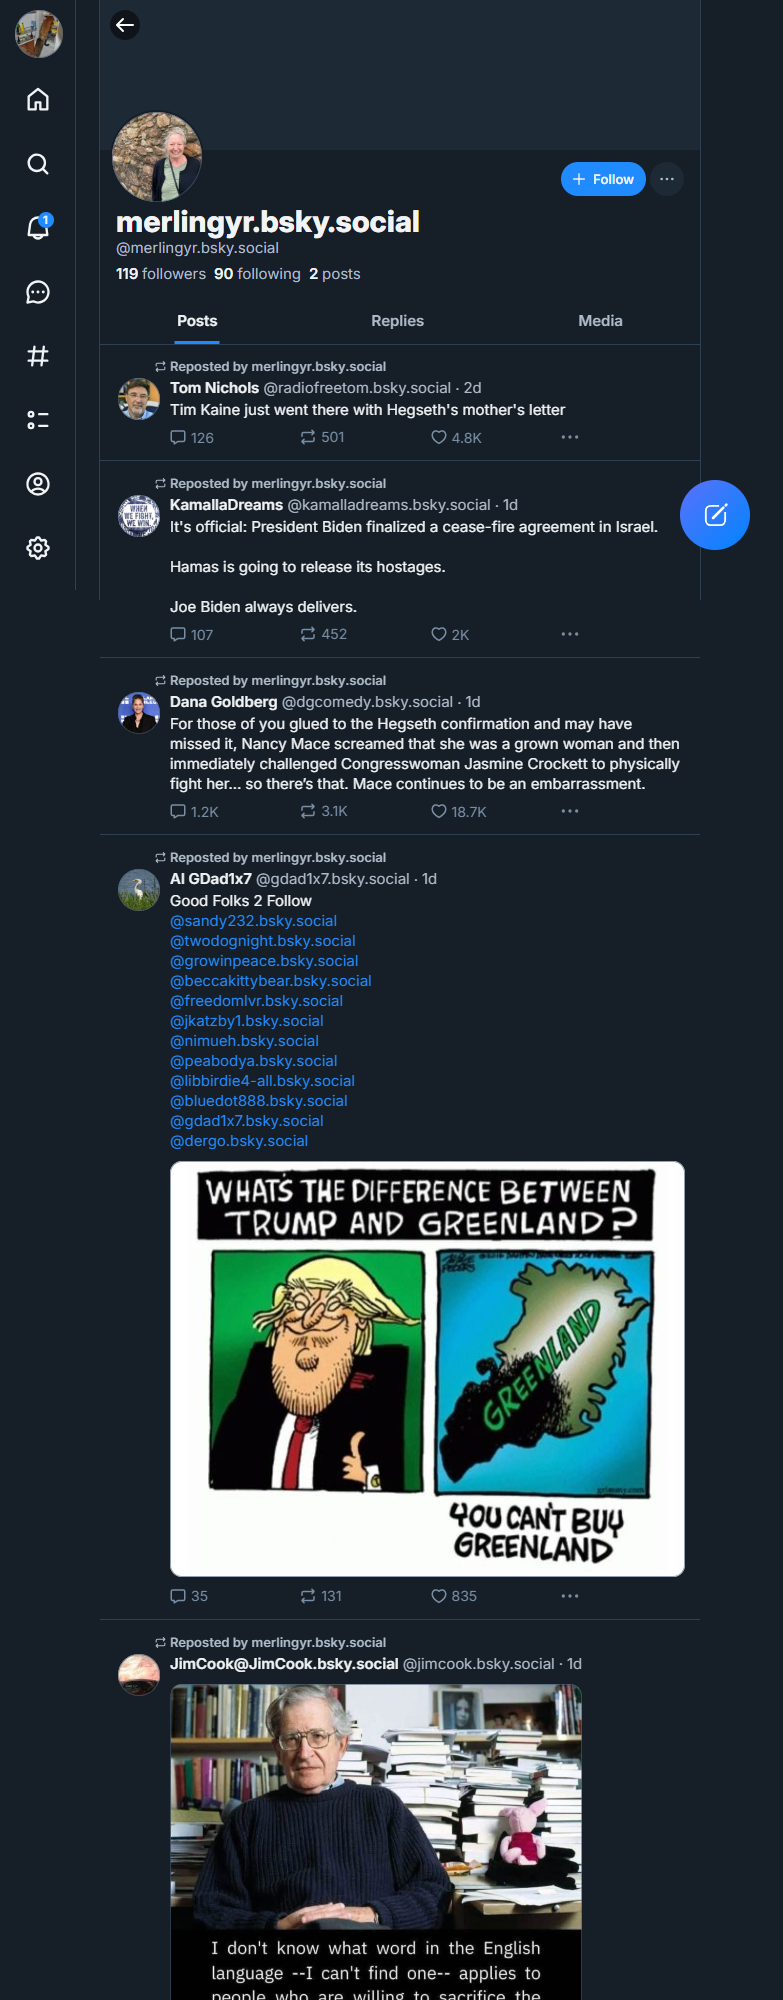 1
+ Follow
merlingyr.bsky.social
@merlingyr.bsky.social
119 followers 90 following 2 posts
Posts Replies Media
Reposted by merlingyr.bsky.social
Tom Nichols @radiofreetom.bsky.social · 2d
Tim Kaine just went there with Hegseth's mother's letter
126 501 4.8K
Reposted by merlingyr.bsky.social
KamallaDreams @kamalladreams.bsky.social · 1d
WHEN WE FIGHT, WE WIN.
It's official: President Biden finalized a cease-fire agreement in Israel.
Hamas is going to release its hostages.
Joe Biden always delivers.
107 452 2K
Reposted by merlingyr.bsky.social
Dana Goldberg @dgcomedy.bsky.social · 1d
For those of you glued to the Hegseth confirmation and may have
missed it, Nancy Mace screamed that she was a grown woman and then
immediately challenged Congresswoman Jasmine Crockett to physically
fight her... so there's that. Mace continues to be an embarrassment.
1.2K 3.1K 18.7K
Reposted by merlingyr.bsky.social
Al GDad1x7 @gdad1x7.bsky.social · 1d
Good Folks 2 Follow
@sandy232.bsky.social
@twodognight.bsky.social
@growinpeace.bsky.social
@beccakittybear.bsky.social
@freedomlvr.bsky.social
@jkatzby1.bsky.social
@nimueh.bsky.social
@peabodya.bsky.social
@libbirdie4-all.bsky.social
@bluedot888.bsky.social
@gdad1x7.bsky.social
@dergo.bsky.social
WHAT'S THE DIFFERENCE BETWEEN
TRUMP AND GREENLAND?
GREENLAND
grimmy.com
YOU CAN'T BUY
GREENLAND
35 131 835
Reposted by merlingyr.bsky.social
JimCook@JimCook.bsky.social @jimcook.bsky.social · 1d
I don't know what word in the English
language --I can't find one-- applies to
people who are willing to sacrifice the